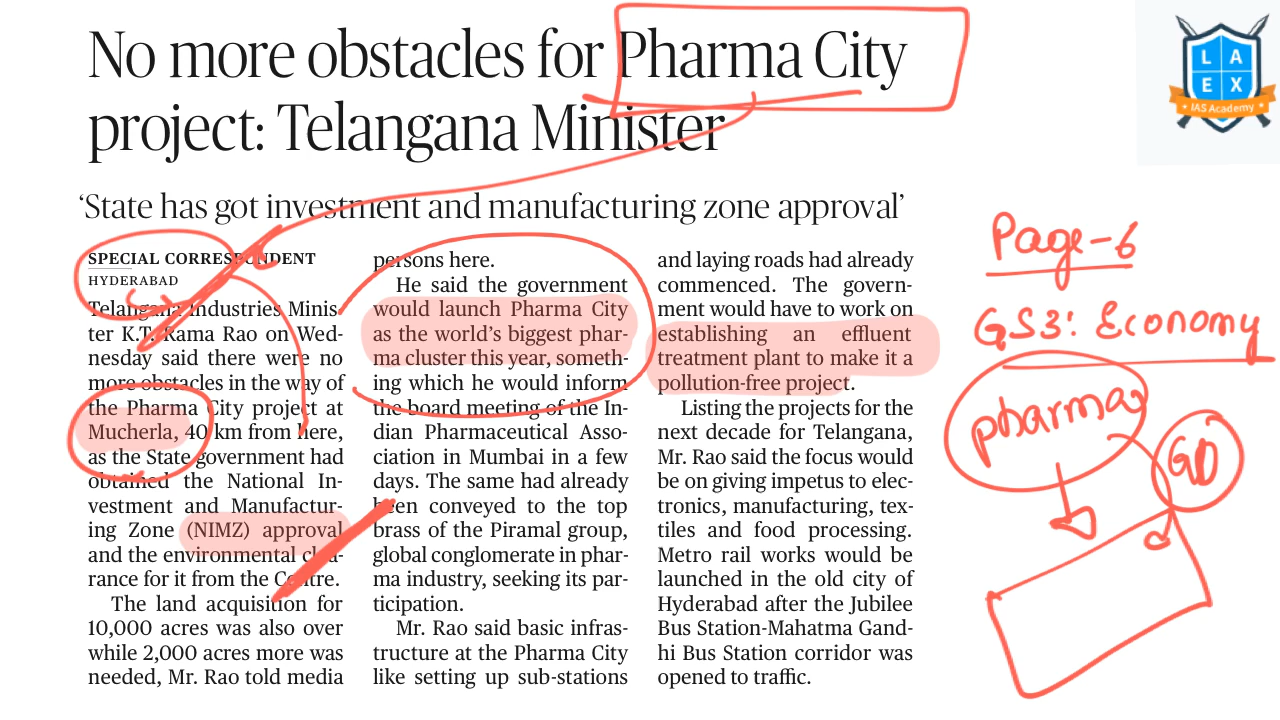 No more obstacles for Pharma City
project: Telangana Minister
‘State has got investment and manufacturing zone approval’
SPECIAL CORRESPONDENT
HYDERABAD
Telangana Industries Minis-
ter K.T. Rama Rao on Wed-
nesday said there were no
more obstacles in the way of
the Pharma City project at
Mucherla, 40 km from here,
as the State government had
obtained the National In-
vestment and Manufactur-
ing Zone (NIMZ) approval
and the environmental clea-
rance for it from the Centre.
The land acquisition for
10,000 acres was also over
while 2,000 acres more was
needed, Mr. Rao told media
persons here.
He said the government
would launch Pharma City
as the world’s biggest phar-
ma cluster this year, someth-
ing which he would inform
the board meeting of the In-
dian Pharmaceutical Asso-
ciation in Mumbai in a few
days. The same had already
been conveyed to the top
brass of the Piramal group,
global conglomerate in phar-
ma industry, seeking its par-
ticipation.
Mr. Rao said basic infras-
tructure at the Pharma City
like setting up sub-stations
and laying roads had already
commenced. The govern-
ment would have to work on
establishing an effluent
treatment plant to make it a
pollution-free project.
Listing the projects for the
next decade for Telangana,
Mr. Rao said the focus would
be on giving impetus to elec-
tronics, manufacturing, tex-
tiles and food processing.
Metro rail works would be
launched in the old city of
Hyderabad after the Jubilee
Bus Station-Mahatma Gand-
hi Bus Station corridor was
opened to traffic.
L A
E X
IAS Academy
Page-6
GS3: Economy
pharma